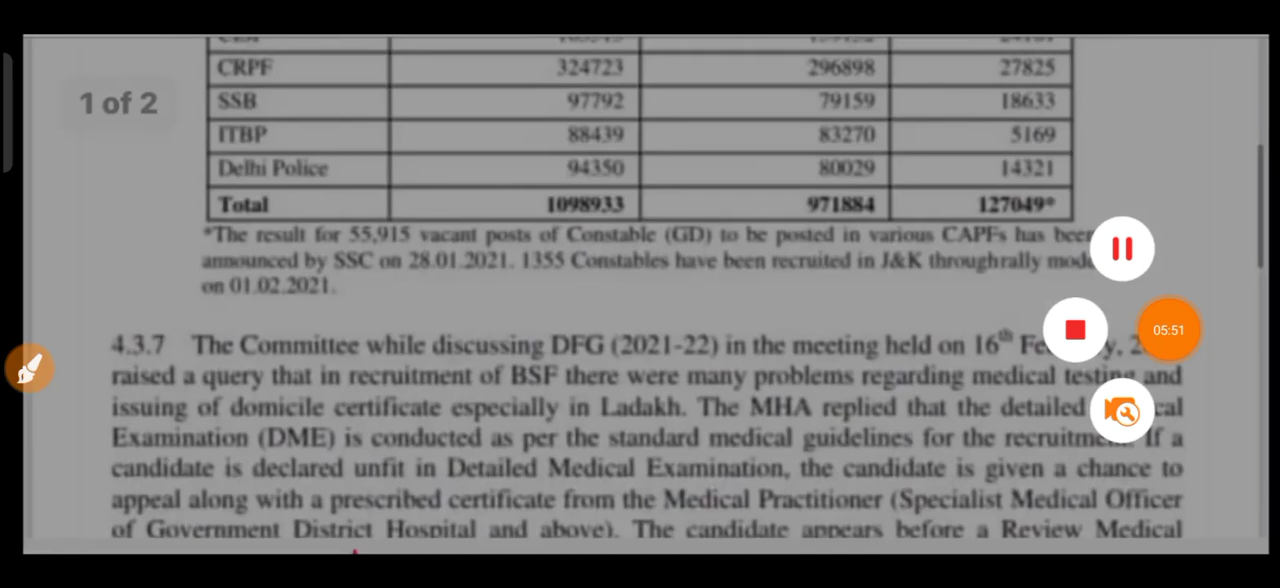 CRPF 324723 296898 27825
1 of 2
SSB 97792 79159 18633
ITBP 88439 83270 5169
Delhi Police 94350 80029 14321
Total 1098933 971884 127049*
*The result for 55,915 vacant posts of Constable (GD) to be posted in various CAPFs has been
announced by SSC on 28.01.2021. 1355 Constables have been recruited in J&K throughrally mode
on 01.02.2021.
05:51
4.3.7 The Committee while discussing DFG (2021-22) in the meeting held on 16th
raised a query that in recruitment of BSF there were many problems regarding medical testing and
issuing of domicile certificate especially in Ladakh. The MHA replied that the detailed
Examination (DME) is conducted as per the standard medical guidelines for the If a
candidate is declared unfit in Detailed Medical Examination, the candidate is given a chance to
appeal along with a prescribed certificate from the Medical Practitioner (Specialist Medical Officer
of Government District Hospital and above). The candidate appears before a Review Medical